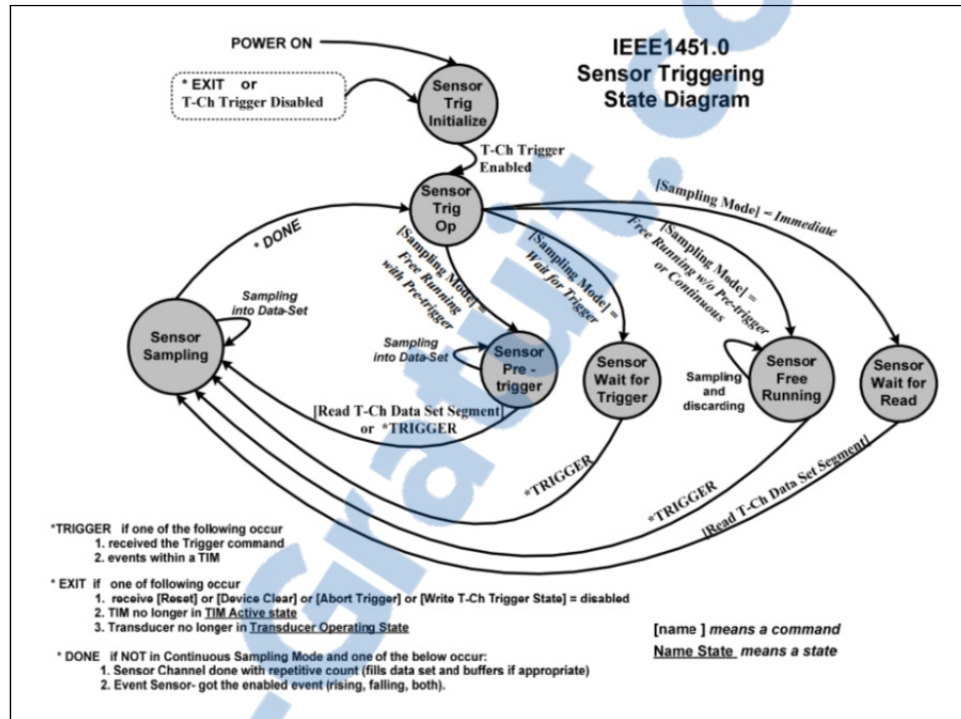 POWER ON
IEEE1451.0
Sensor Triggering
State Diagram
* EXIT or
T-Ch Trigger Disabled
Sensor
Trig
Initialize
T-Ch Trigger
Enabled
Sensor
Trig
Op
* DONE
[Sampling Mode] =
Free Running
with Pre-trigger
[Sampling Mode] =
Wait for Trigger
[Sampling Mode] =
Free Running w/o Pre-trigger
or Continuous
[Sampling Mode] = Immediate
Sampling
into Data-Set
Sensor
Sampling
Sampling
into Data-Set
Sensor
Pre -
trigger
Sensor
Wait for
Trigger
Sampling
and
discarding
Sensor
Free
Running
Sensor
Wait for
Read
[Read T-Ch Data Set Segment]
or *TRIGGER
*TRIGGER
*TRIGGER
[Read T-Ch Data Set Segment]
*TRIGGER if one of the following occur
1. received the Trigger command
2. events within a TIM
* EXIT if one of following occur
1. receive [Reset] or [Device Clear] or [Abort Trigger] or [Write T-Ch Trigger State] = disabled
2. TIM no longer in TIM Active state
3. Transducer no longer in Transducer Operating State
* DONE if NOT in Continuous Sampling Mode and one of the below occur:
1. Sensor Channel done with repetitive count (fills data set and buffers if appropriate)
2. Event Sensor- got the enabled event (rising, falling, both).
[name ] means a command
Name State means a state
-Gratuit.co